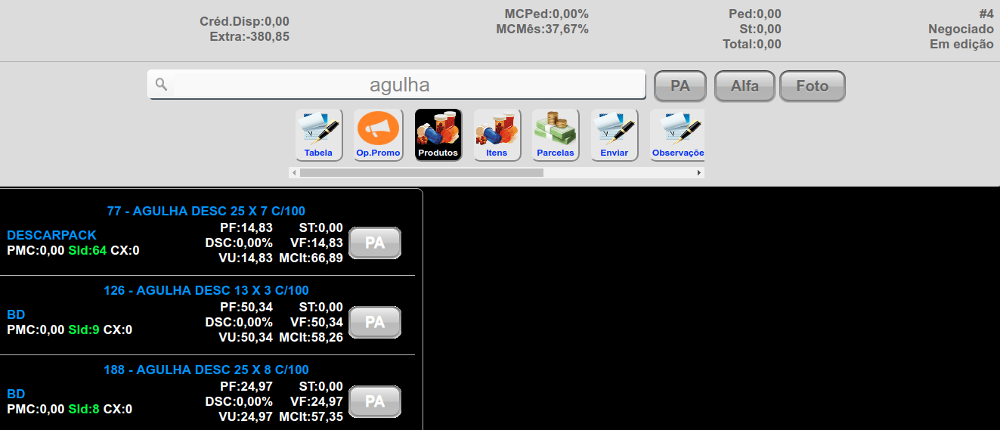 Créd.Disp:0,00
Extra:-380,85
MCPed:0,00%
MCMês:37,67%
Ped:0,00
St:0,00
Total:0,00
#4
Negociado
Em edição
agulha
PA
Alfa
Foto
Tabela
Op.Promo
Produtos
Itens
Parcelas
Enviar
Observaçõe
77 - AGULHA DESC 25 X 7 C/100
DESCARPACK
PMC:0,00 Sld:64 CX:0
PF:14,83 ST:0,00
DSC:0,00% VF:14,83
VU:14,83 MCIt:66,89
PA
126 - AGULHA DESC 13 X 3 C/100
BD
PMC:0,00 Sld:9 CX:0
PF:50,34 ST:0,00
DSC:0,00% VF:50,34
VU:50,34 MCIt:58,26
PA
188 - AGULHA DESC 25 X 8 C/100
BD
PMC:0,00 Sld:8 CX:0
PF:24,97 ST:0,00
DSC:0,00% VF:24,97
VU:24,97 MCIt:57,35
PA